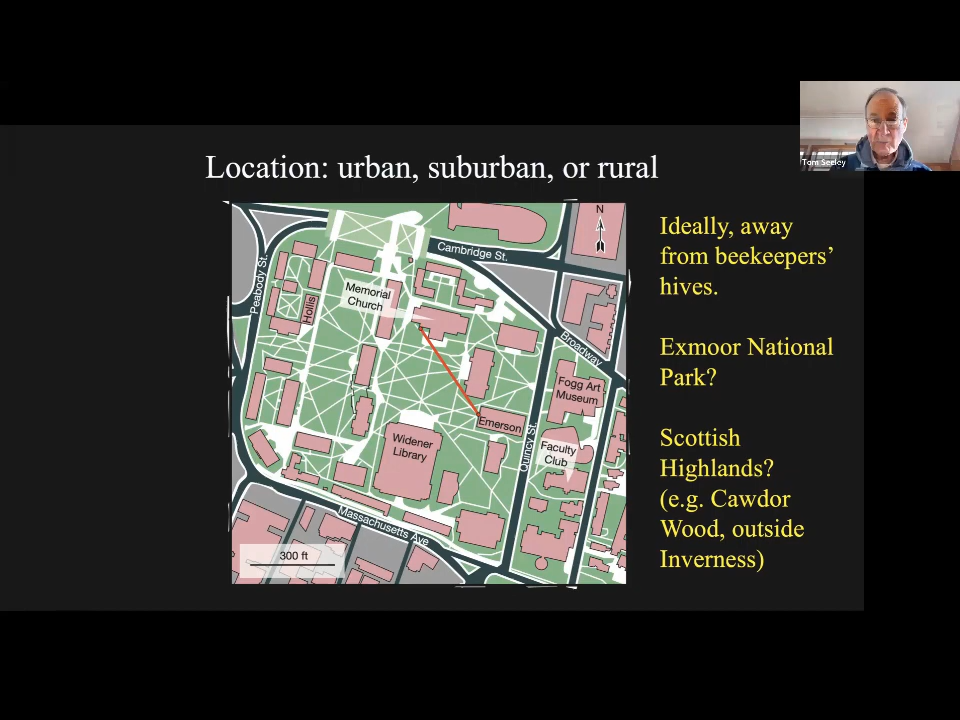 Tom Seeley
Location: urban, suburban, or rural
N
Cambridge St.
Peabody St.
Memorial
Church
Hollis
Broadway
Fogg Art
Museum
Emerson
Quincy St.
Faculty
Club
Widener
Library
Massachusetts Ave
300 ft
Ideally, away
from beekeepers’
hives.
Exmoor National
Park?
Scottish
Highlands?
(e.g. Cawdor
Wood, outside
Inverness)